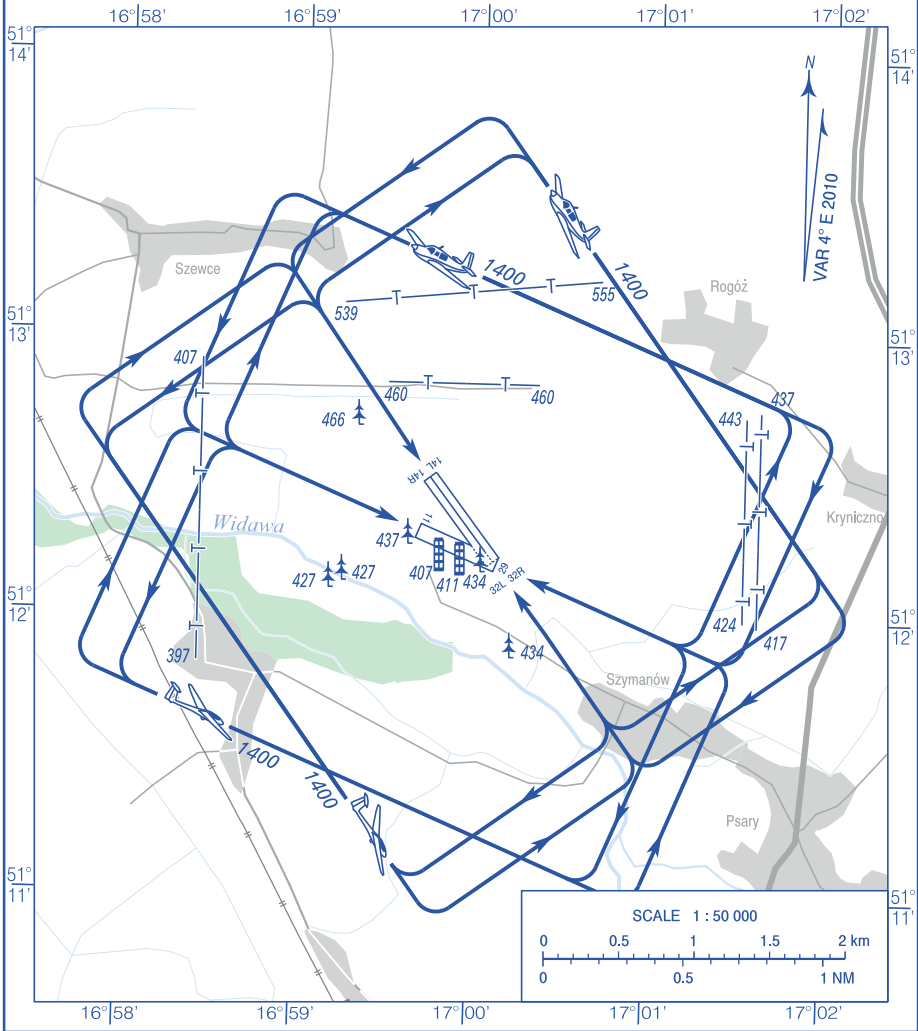 16°58' 16°59' 17°00' 17°01' 17°02'
51°
14'
51°
14'
N
VAR 4° E 2010
Szewce
1400
1400
539
555
Rogóż
51°
13'
51°
13'
407
460
460
466
443
437
14L
14R
11
Widawa
437
407
411
434
29
32L
32R
427
427
Kryniczno
51°
12'
51°
12'
424
417
397
434
Szymanów
1400
1400
Psary
51°
11'
51°
11'
SCALE 1 : 50 000
0 0.5 1 1.5 2 km
0 0.5 1 NM
16°58' 16°59' 17°00' 17°01' 17°02'